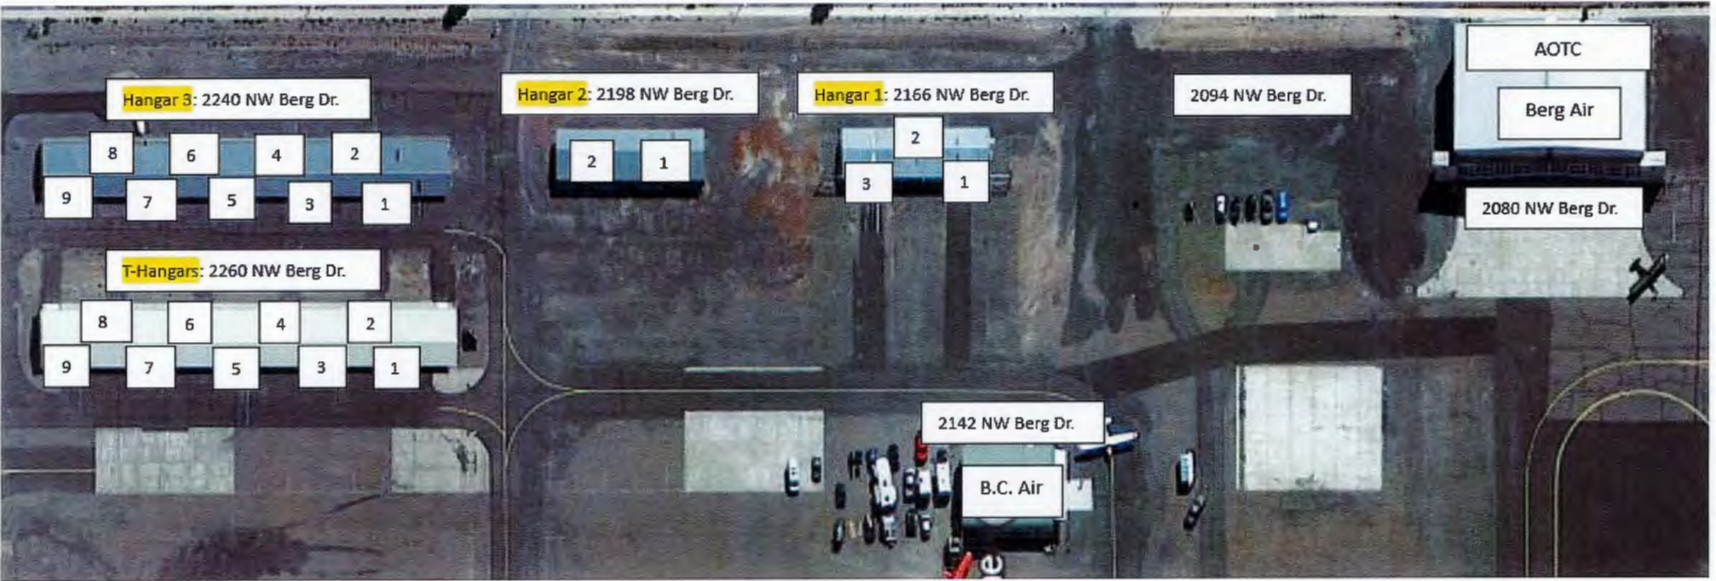 AOTC
Hangar 3: 2240 NW Berg Dr.
Hangar 2: 2198 NW Berg Dr.
Hangar 1: 2166 NW Berg Dr.
2094 NW Berg Dr.
Berg Air
8
6
4
2
9
7
5
3
1
2
1
2
3
1
2080 NW Berg Dr.
T-Hangars: 2260 NW Berg Dr.
8
6
4
2
9
7
5
3
1
2142 NW Berg Dr.
B.C. Air
e